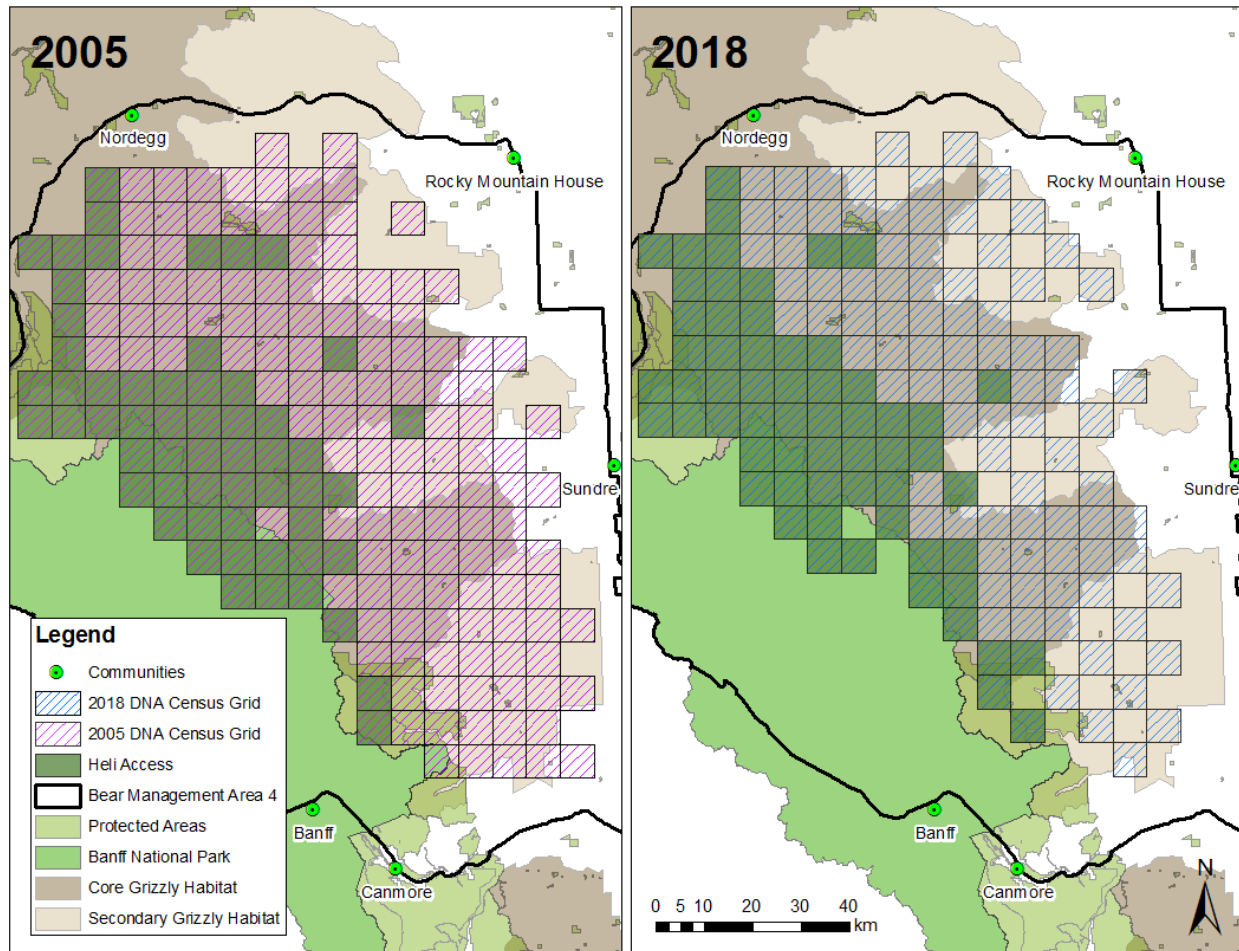 2005
Nordegg
Rocky Mountain House
Sundre
Legend
Communities
2018 DNA Census Grid
2005 DNA Census Grid
Heli Access
Bear Management Area 4
Protected Areas
Banff National Park
Core Grizzly Habitat
Secondary Grizzly Habitat
Banff
Canmore
2018
Nordegg
Rocky Mountain House
Sundre
Banff
Canmore
0 5 10 20 30 40
km
N